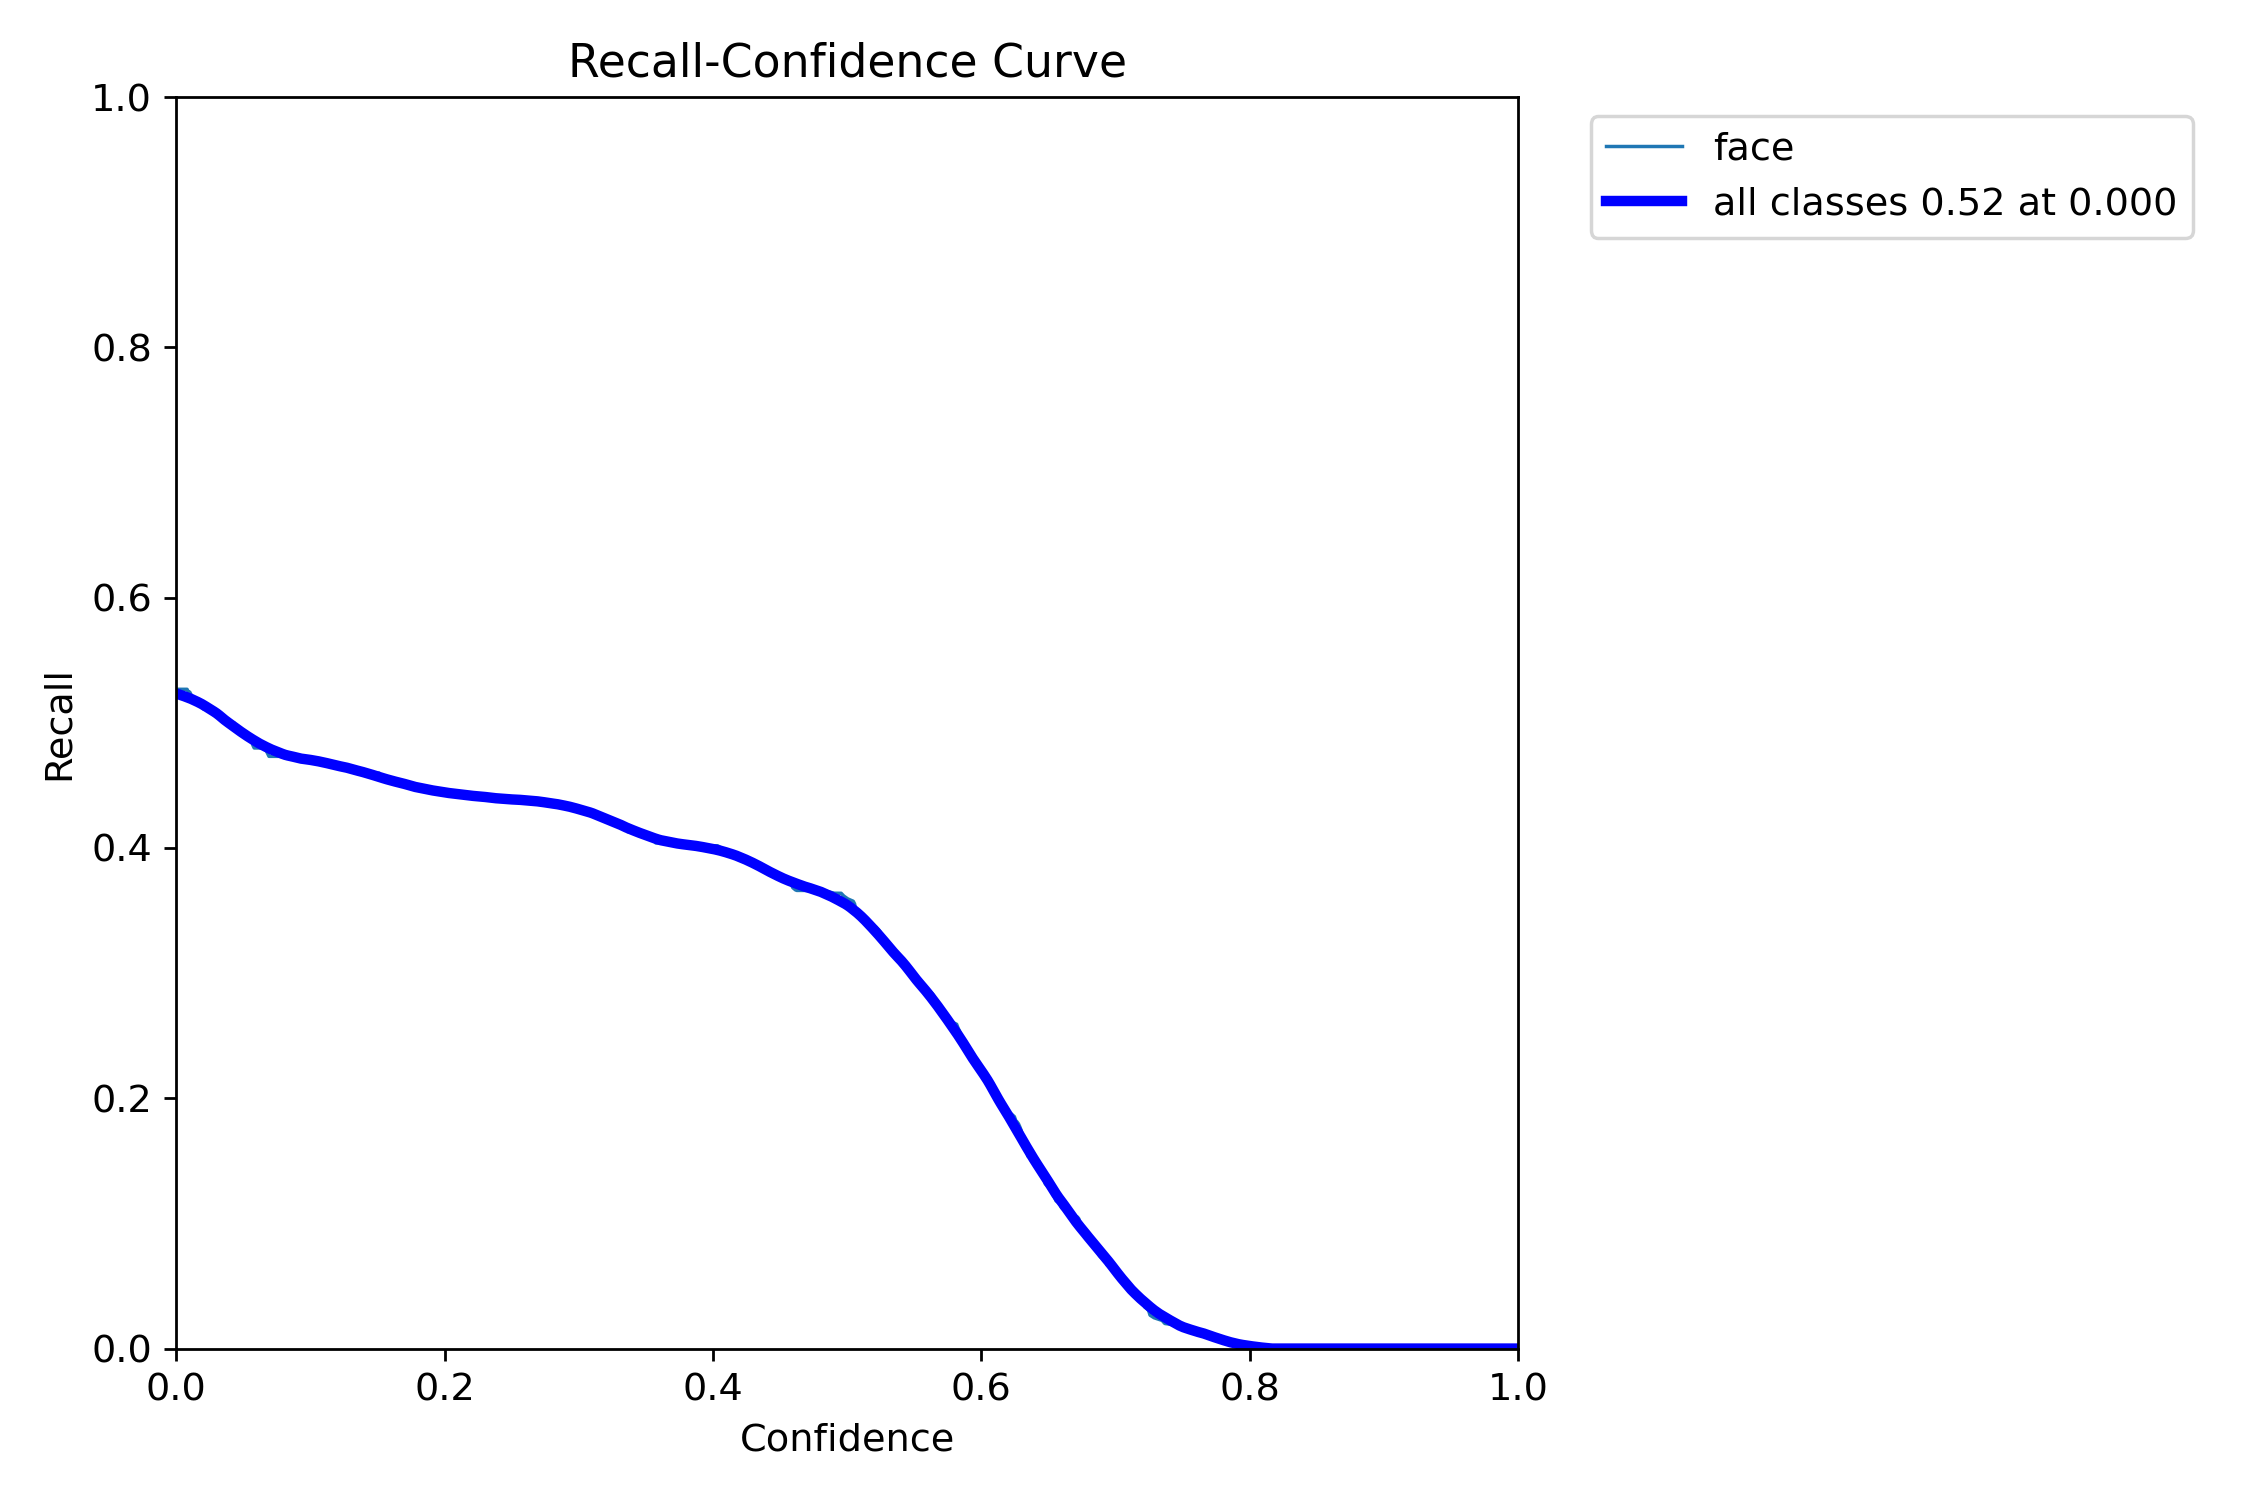 Recall-Confidence Curve
1.0
0.8
0.6
0.4
0.2
0.0
Recall
0.0 0.2 0.4 0.6 0.8 1.0
Confidence
face
all classes 0.52 at 0.000